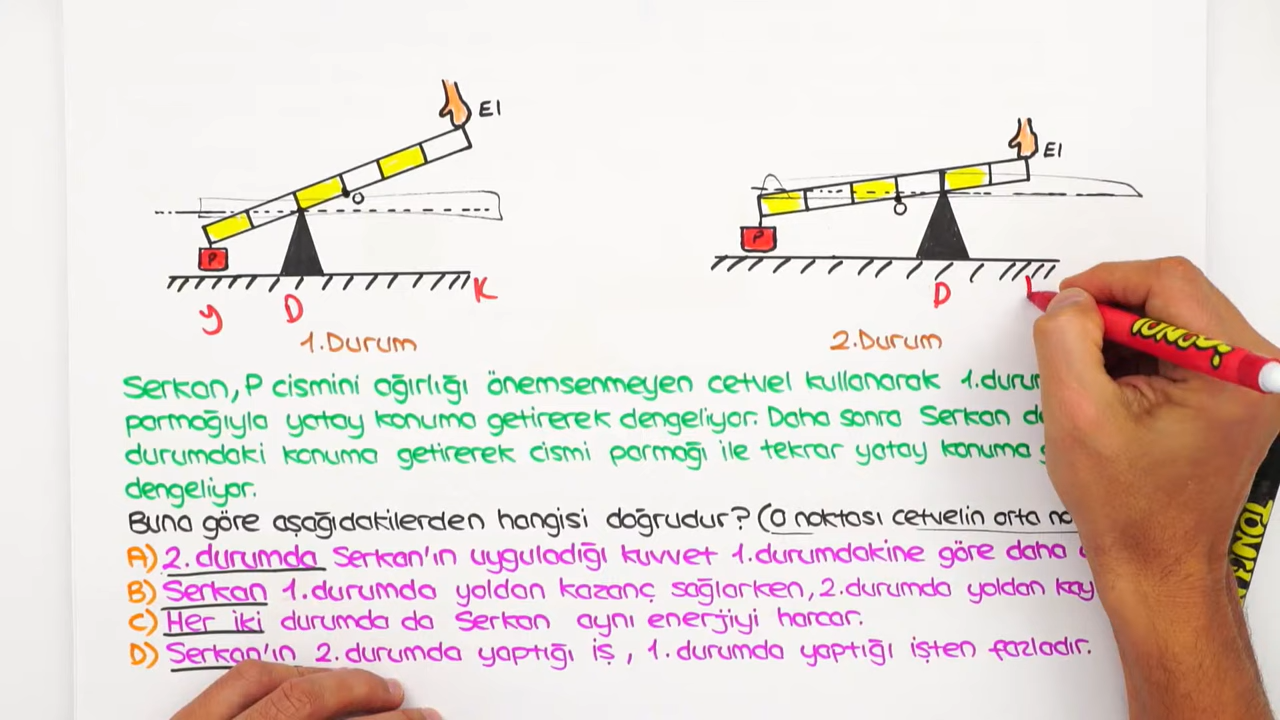 El
El
O
O
P
P
y D K
D
1.Durum
2.Durum
Serkan, P cismini ağırlığı önemsenmeyen cetvel kullanarak 1.durum
parmağıyla yatay konuma getirerek dengeliyor. Daha sonra Serkan
durumdaki konuma getirerek cismi parmağı ile tekrar yatay konuma
dengeliyor.
Buna göre aşağıdakilerden hangisi doğrudur? (O noktası cetvelin orta
A) 2. durumda Serkan'ın uyguladığı kuvvet 1.durumdakine göre daha
B) Serkan 1.durumda yoldan kazanç sağlarken, 2.durumda yoldan
C) Her iki durumda da Serkan aynı enerjiyi harcar.
D) Serkan'ın 2.durumda yaptığı iş, 1.durumda yaptığı işten fazladır.